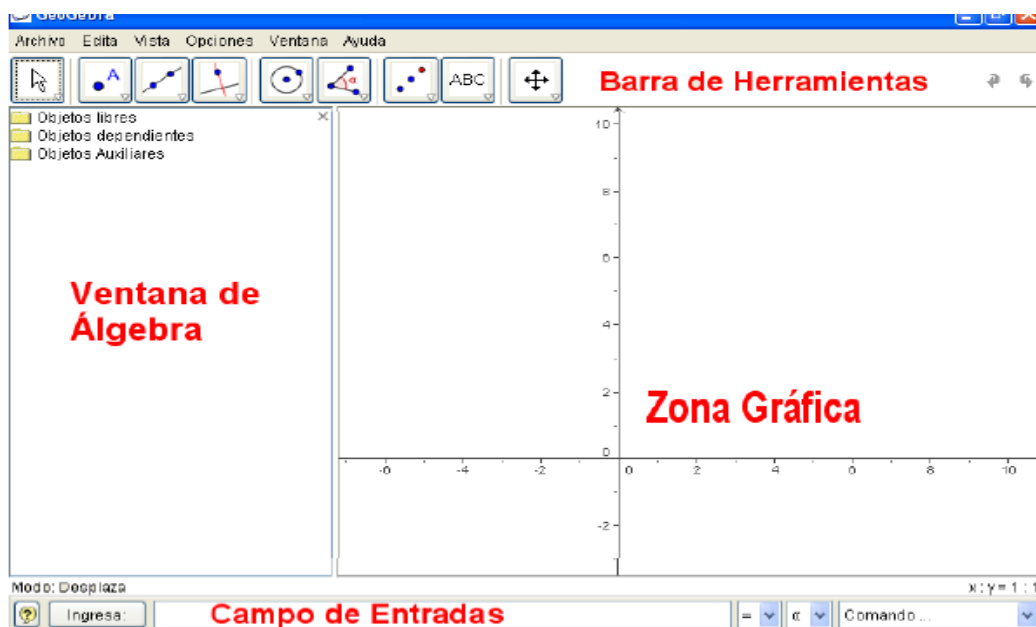 GeoGebra
Archivo Edita Vista Opciones Ventana Ayuda
A α ABC Barra de Herramientas
Objetos libres
Objetos dependientes
Objetos Auxiliares
Ventana de
Álgebra
10
8
6
4
2
Zona Gráfica
0
-6 -4 -2 0 2 4 6 8 10
-2
Modo: Desplaza x : y = 1 : 1
? Ingresa: Campo de Entradas = α Comando ...